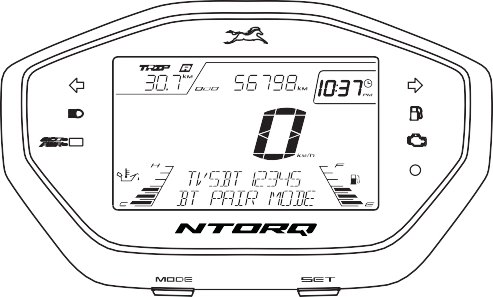 TRIP A
30.7 km 56798 km 10:37 PM
0
km/h
H F
TVSBT 12345
BT PAIR MODE
C E
NTORQ
MODE SET